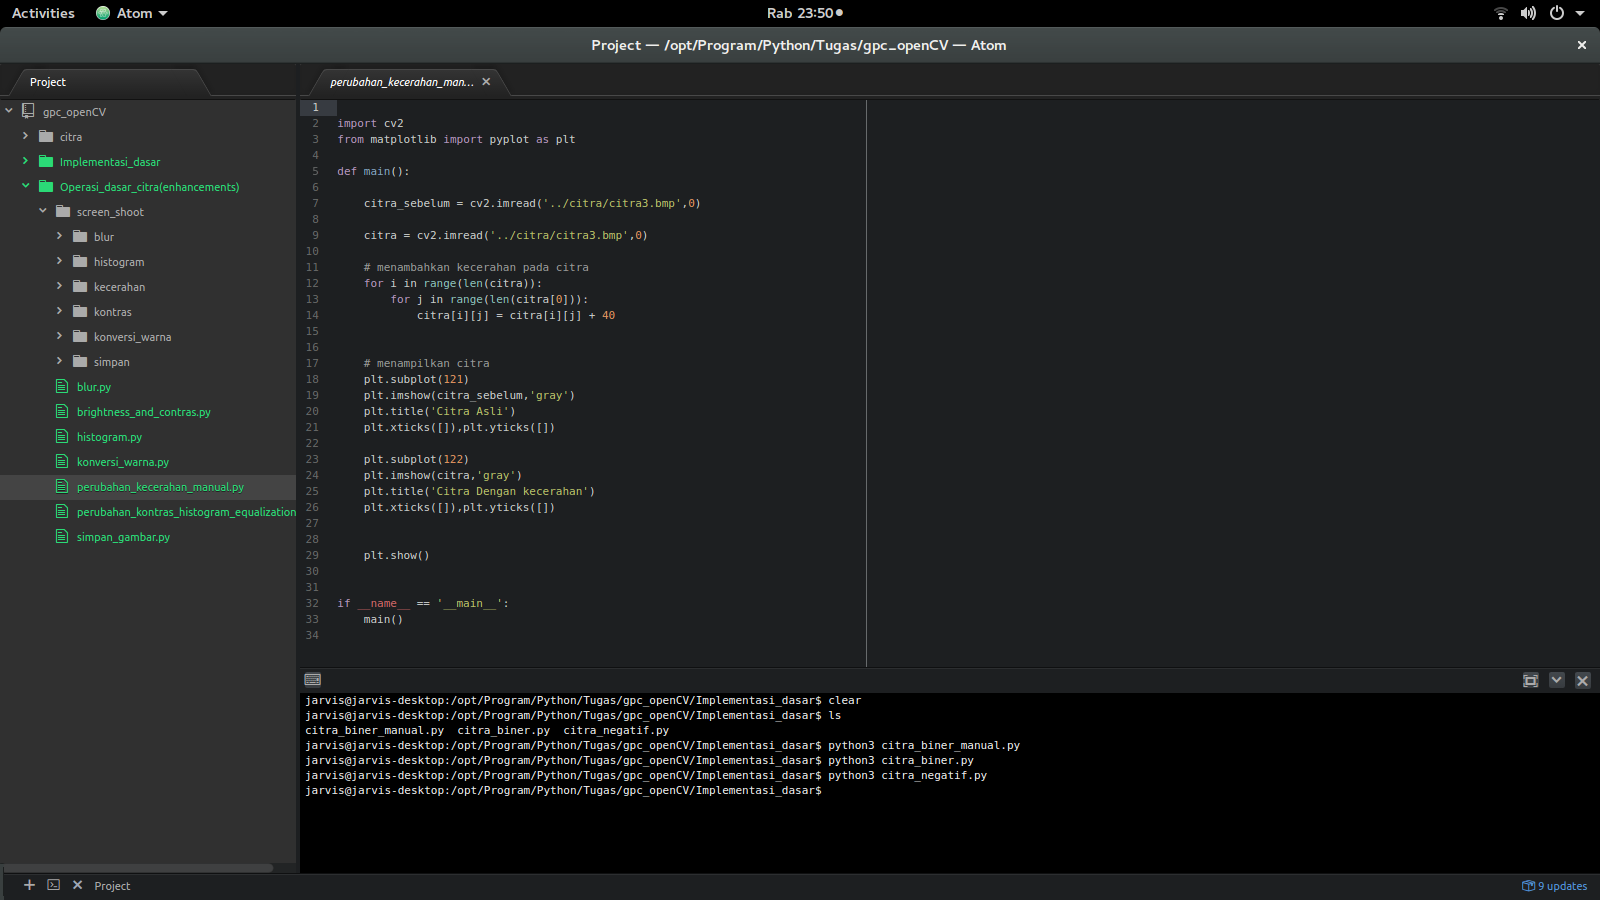 Activities Atom Rab 23:50
Project — /opt/Program/Python/Tugas/gpc_openCV — Atom
Project
gpc_openCV
citra
Implementasi_dasar
Operasi_dasar_citra(enhancements)
screen_shoot
blur
histogram
kecerahan
kontras
konversi_warna
simpan
blur.py
brightness_and_contras.py
histogram.py
konversi_warna.py
perubahan_kecerahan_manual.py
perubahan_kontras_histogram_equalization
simpan_gambar.py
perubahan_kecerahan_man...
1
2 import cv2
3 from matplotlib import pyplot as plt
4
5 def main():
6
7 citra_sebelum = cv2.imread('../citra/citra3.bmp',0)
8
9 citra = cv2.imread('../citra/citra3.bmp',0)
10
11 # menambahkan kecerahan pada citra
12 for i in range(len(citra)):
13 for j in range(len(citra[0])):
14 citra[i][j] = citra[i][j] + 40
15
16
17 # menampilkan citra
18 plt.subplot(121)
19 plt.imshow(citra_sebelum,'gray')
20 plt.title('Citra Asli')
21 plt.xticks([]),plt.yticks([])
22
23 plt.subplot(122)
24 plt.imshow(citra,'gray')
25 plt.title('Citra Dengan kecerahan')
26 plt.xticks([]),plt.yticks([])
27
28
29 plt.show()
30
31
32 if __name__ == '__main__':
33 main()
34
jarvis@jarvis-desktop:/opt/Program/Python/Tugas/gpc_openCV/Implementasi_dasar$ clear
jarvis@jarvis-desktop:/opt/Program/Python/Tugas/gpc_openCV/Implementasi_dasar$ ls
citra_biner_manual.py citra_biner.py citra_negatif.py
jarvis@jarvis-desktop:/opt/Program/Python/Tugas/gpc_openCV/Implementasi_dasar$ python3 citra_biner_manual.py
jarvis@jarvis-desktop:/opt/Program/Python/Tugas/gpc_openCV/Implementasi_dasar$ python3 citra_biner.py
jarvis@jarvis-desktop:/opt/Program/Python/Tugas/gpc_openCV/Implementasi_dasar$ python3 citra_negatif.py
jarvis@jarvis-desktop:/opt/Program/Python/Tugas/gpc_openCV/Implementasi_dasar$
Project
9 updates